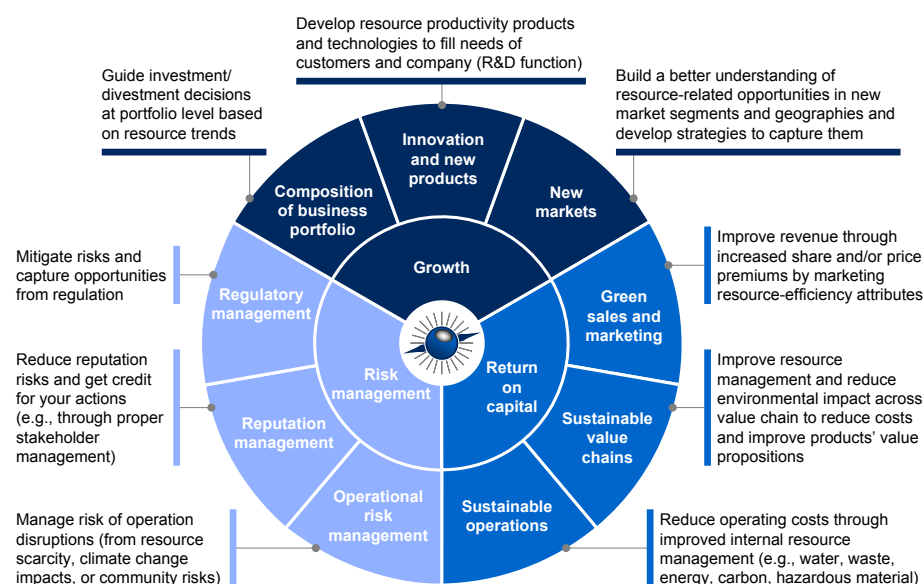 Develop resource productivity products
and technologies to fill needs of
customers and company (R&D function)
Guide investment/
divestment decisions
at portfolio level based
on resource trends
Build a better understanding of
resource-related opportunities in new
market segments and geographies and
develop strategies to capture them
Innovation
and new
products
Composition
of business
portfolio
New
markets
Growth
Mitigate risks and
capture opportunities
from regulation
Regulatory
management
Green
sales and
marketing
Improve revenue through
increased share and/or price
premiums by marketing
resource-efficiency attributes
Reduce reputation
risks and get credit
for your actions
(e.g., through proper
stakeholder
management)
Risk
management
Return
on
capital
Reputation
management
Sustainable
value
chains
Improve resource
management and reduce
environmental impact across
value chain to reduce costs
and improve products' value
propositions
Operational
risk
management
Sustainable
operations
Manage risk of operation
disruptions (from resource
scarcity, climate change
impacts, or community risks)
Reduce operating costs through
improved internal resource
management (e.g., water, waste,
energy, carbon, hazardous material)